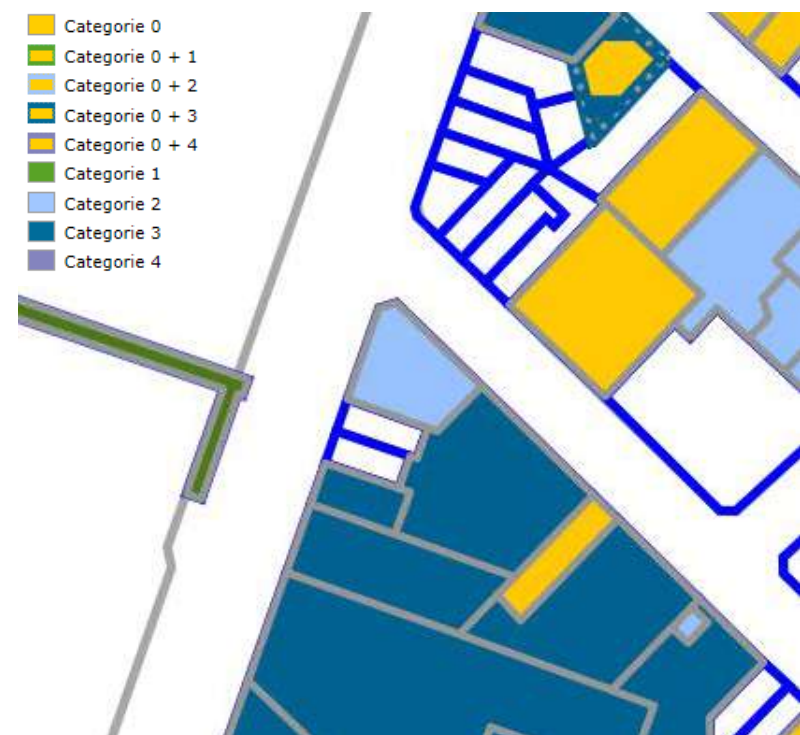 Categorie 0
Categorie 0 + 1
Categorie 0 + 2
Categorie 0 + 3
Categorie 0 + 4
Categorie 1
Categorie 2
Categorie 3
Categorie 4